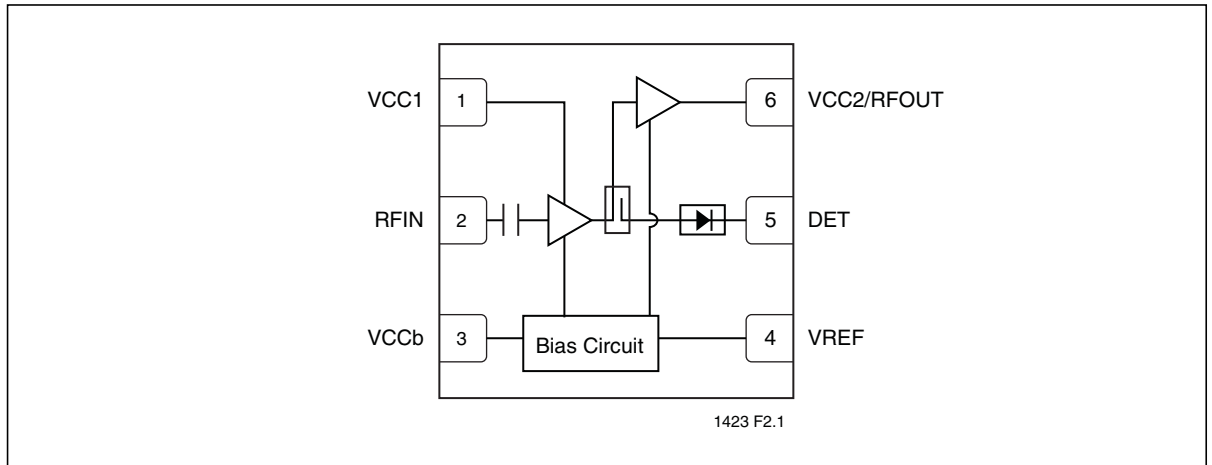 VCC1 1 6 VCC2/RFOUT
RFIN 2 5 DET
VCCb 3 Bias Circuit 4 VREF
1423 F2.1